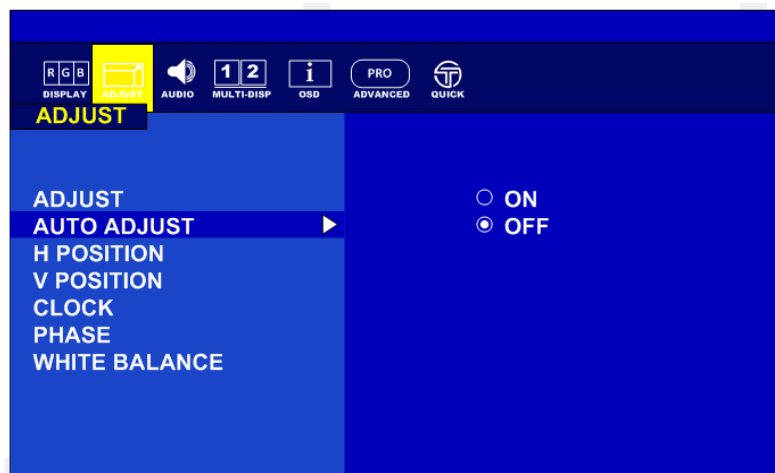 R G B 1 2 i PRO
DISPLAY ADJUST AUDIO MULTI-DISP OSD ADVANCED QUICK
ADJUST
ADJUST ON
AUTO ADJUST OFF
H POSITION
V POSITION
CLOCK
PHASE
WHITE BALANCE